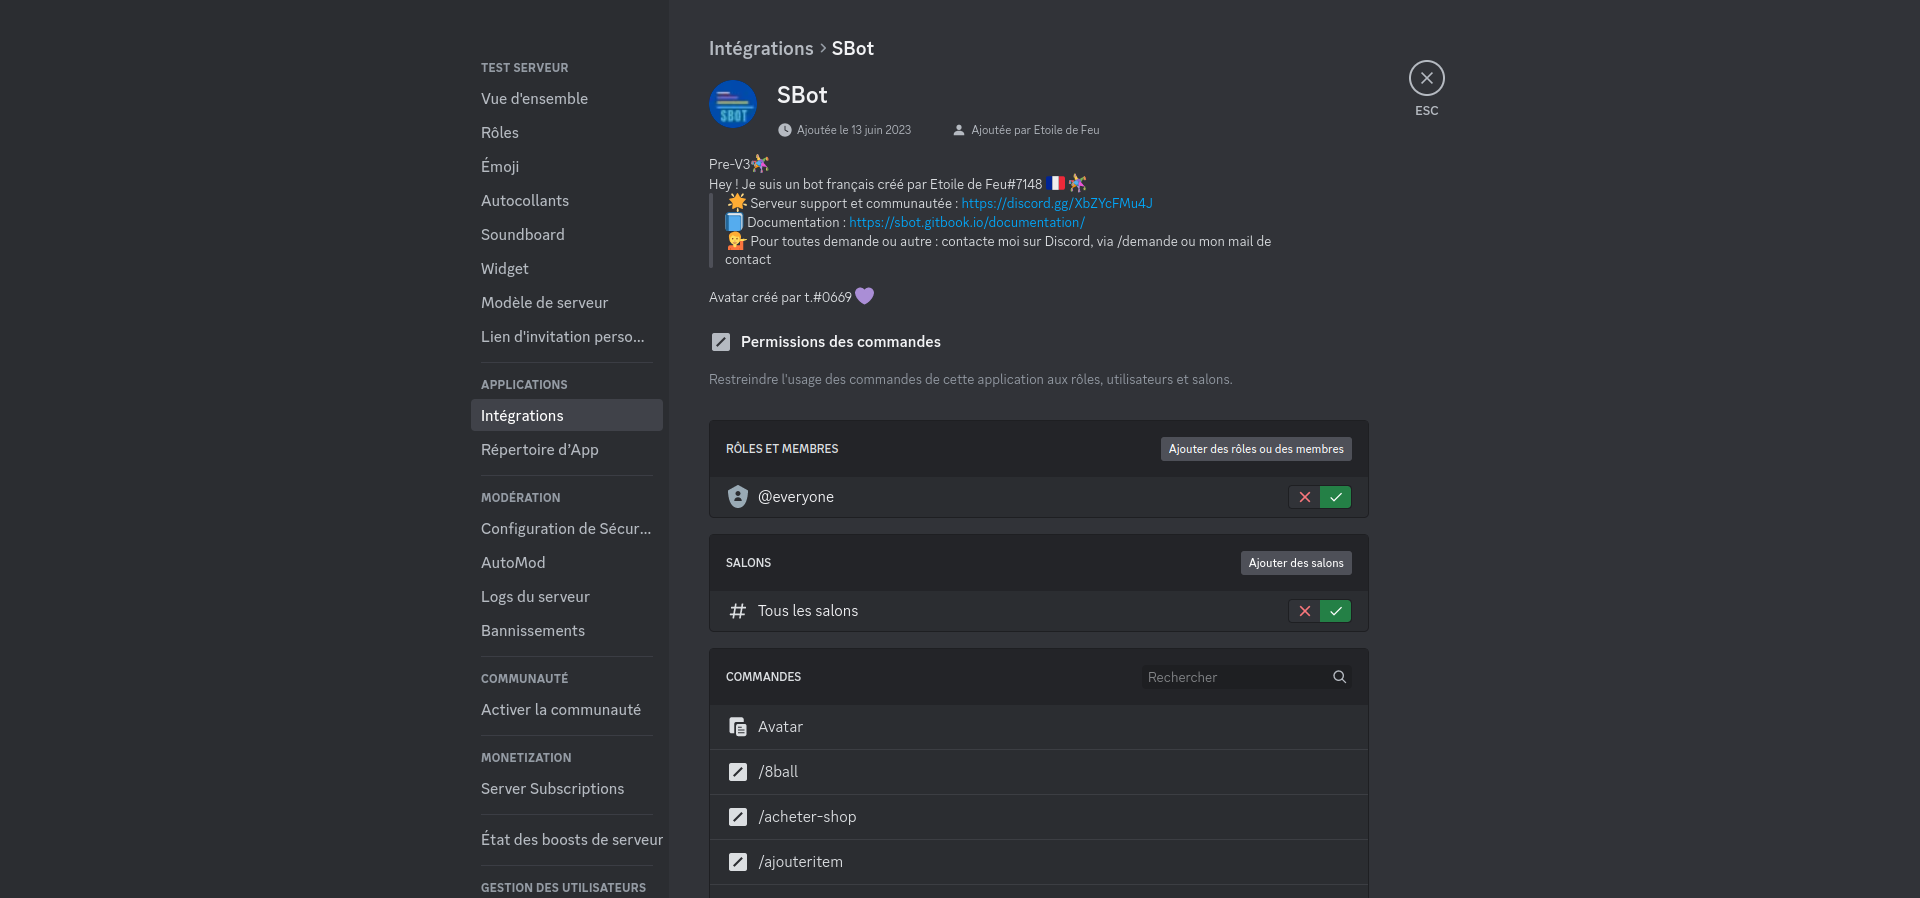 TEST SERVEUR
Vue d'ensemble
Rôles
Émoji
Autocollants
Soundboard
Widget
Modèle de serveur
Lien d'invitation perso...
APPLICATIONS
Intégrations
Répertoire d’App
MODÉRATION
Configuration de Sécur...
AutoMod
Logs du serveur
Bannissements
COMMUNAUTÉ
Activer la communauté
MONETIZATION
Server Subscriptions
État des boosts de serveur
GESTION DES UTILISATEURS
Intégrations > SBot
SBOT
SBot
Ajoutée le 13 juin 2023 Ajoutée par Etoile de Feu
ESC
Pre-V3
Hey ! Je suis un bot français créé par Etoile de Feu#7148
Serveur support et communautée : https://discord.gg/XbZYcFMu4J
Documentation : https://sbot.gitbook.io/documentation/
Pour toutes demande ou autre : contacte moi sur Discord, via /demande ou mon mail de
contact
Avatar créé par t.#0669
Permissions des commandes
Restreindre l'usage des commandes de cette application aux rôles, utilisateurs et salons.
RÔLES ET MEMBRES Ajouter des rôles ou des membres
@everyone
SALONS Ajouter des salons
Tous les salons
COMMANDES Rechercher
Avatar
/8ball
/acheter-shop
/ajouteritem